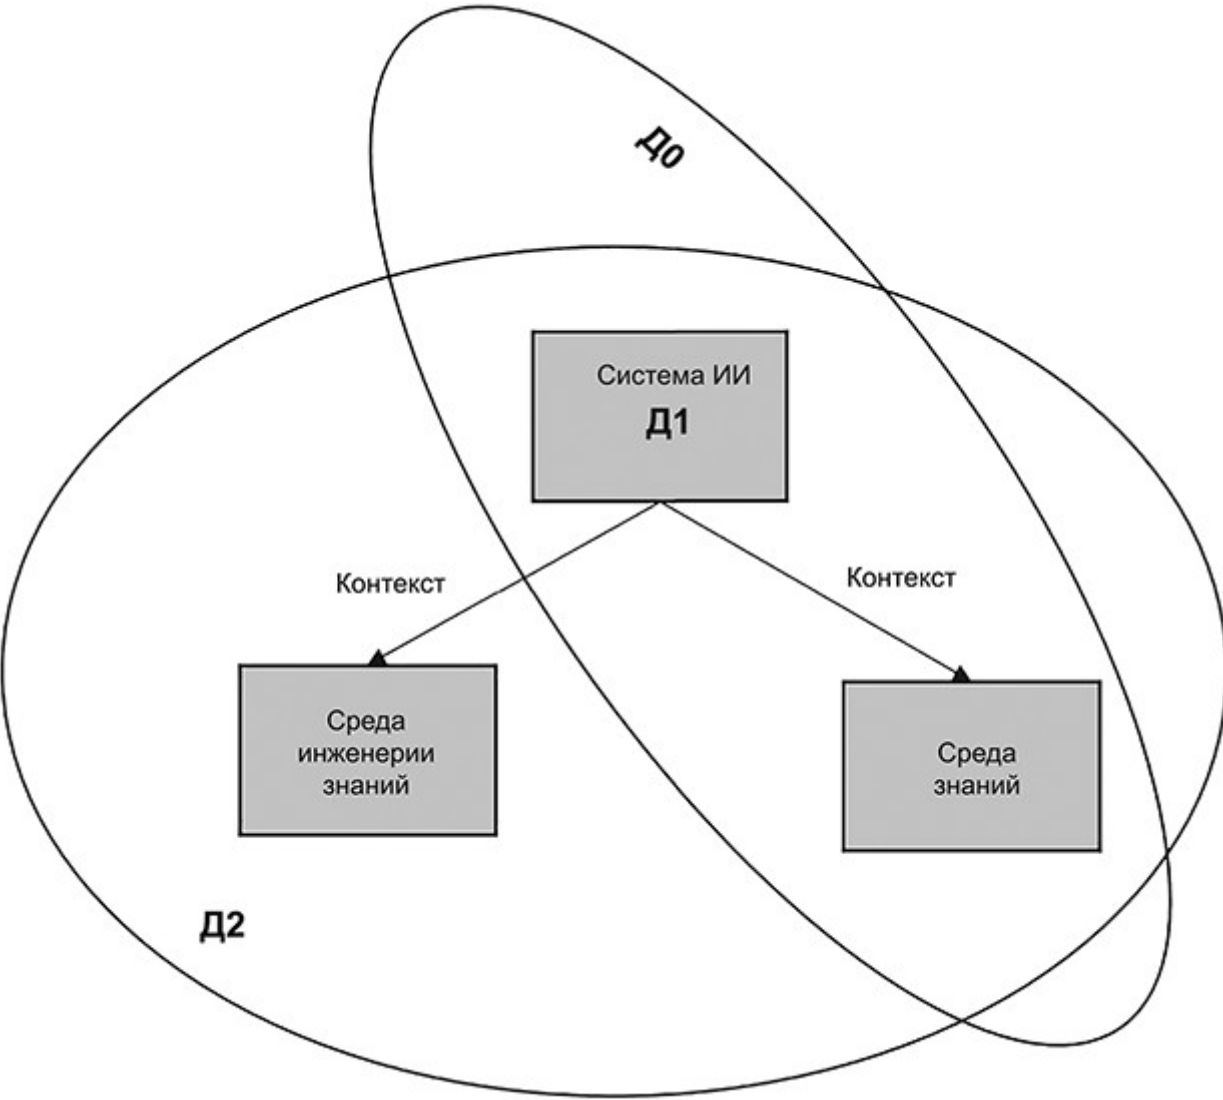 Д0
Система ИИ
Д1
Контекст
Контекст
Среда
инженерии
знаний
Среда
знаний
Д2